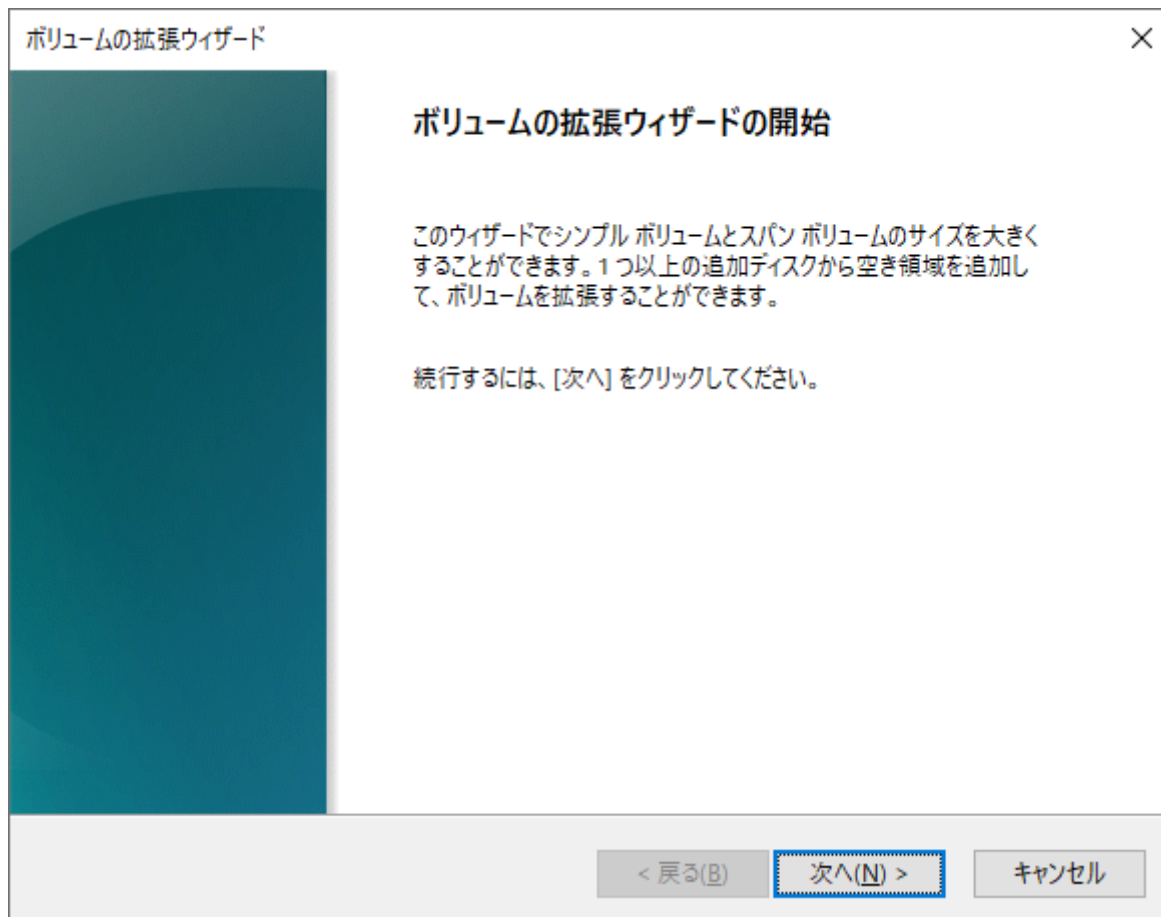 ボリュームの拡張ウィザード
ボリュームの拡張ウィザードの開始
このウィザードでシンプル ボリュームとスパン ボリュームのサイズを大きく
することができます。1 つ以上の追加ディスクから空き領域を追加し
て、ボリュームを拡張することができます。
続行するには、[次へ] をクリックしてください。
< 戻る(B)
次へ(N) >
キャンセル